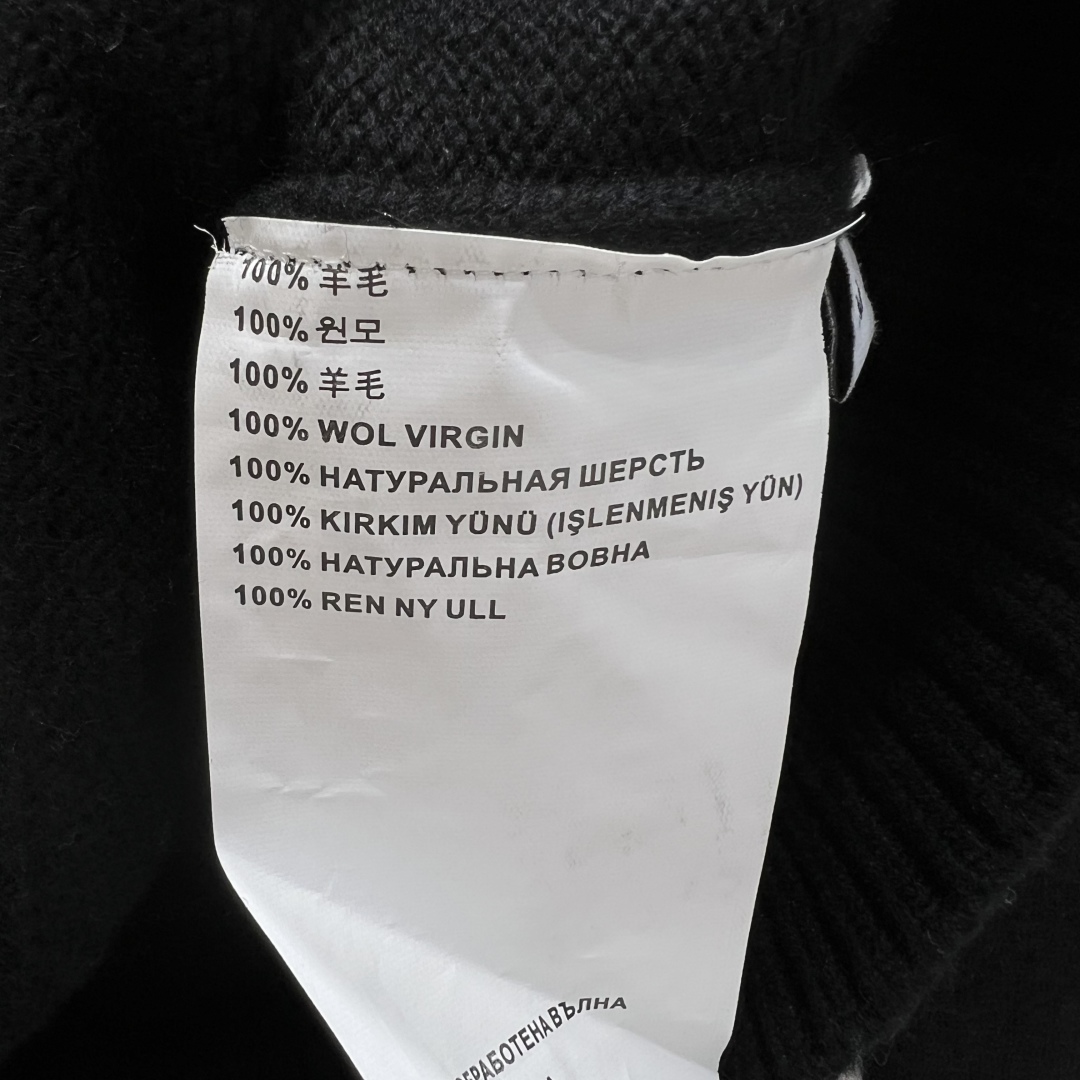 100% 羊毛
100% 원모
100% 羊毛
100% WOL VIRGIN
100% НАТУРАЛЬНАЯ ШЕРСТЬ
100% KIRKIM YÜNÜ (IŞLENMENIŞ YÜN)
100% НАТУРАЛЬНА ВОВНА
100% REN NY ULL
ВЪЛНА